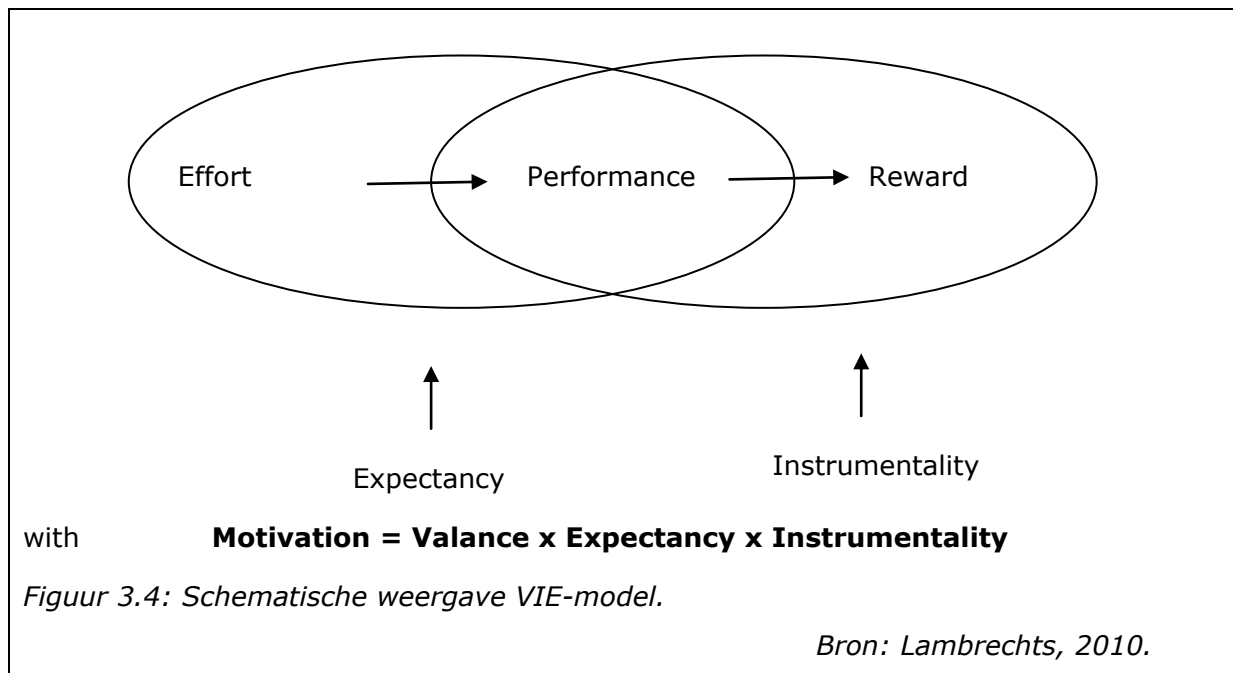 Effort Performance Reward
Expectancy Instrumentality
with Motivation = Valance x Expectancy x Instrumentality
Figuur 3.4: Schematische weergave VIE-model.
Bron: Lambrechts, 2010.